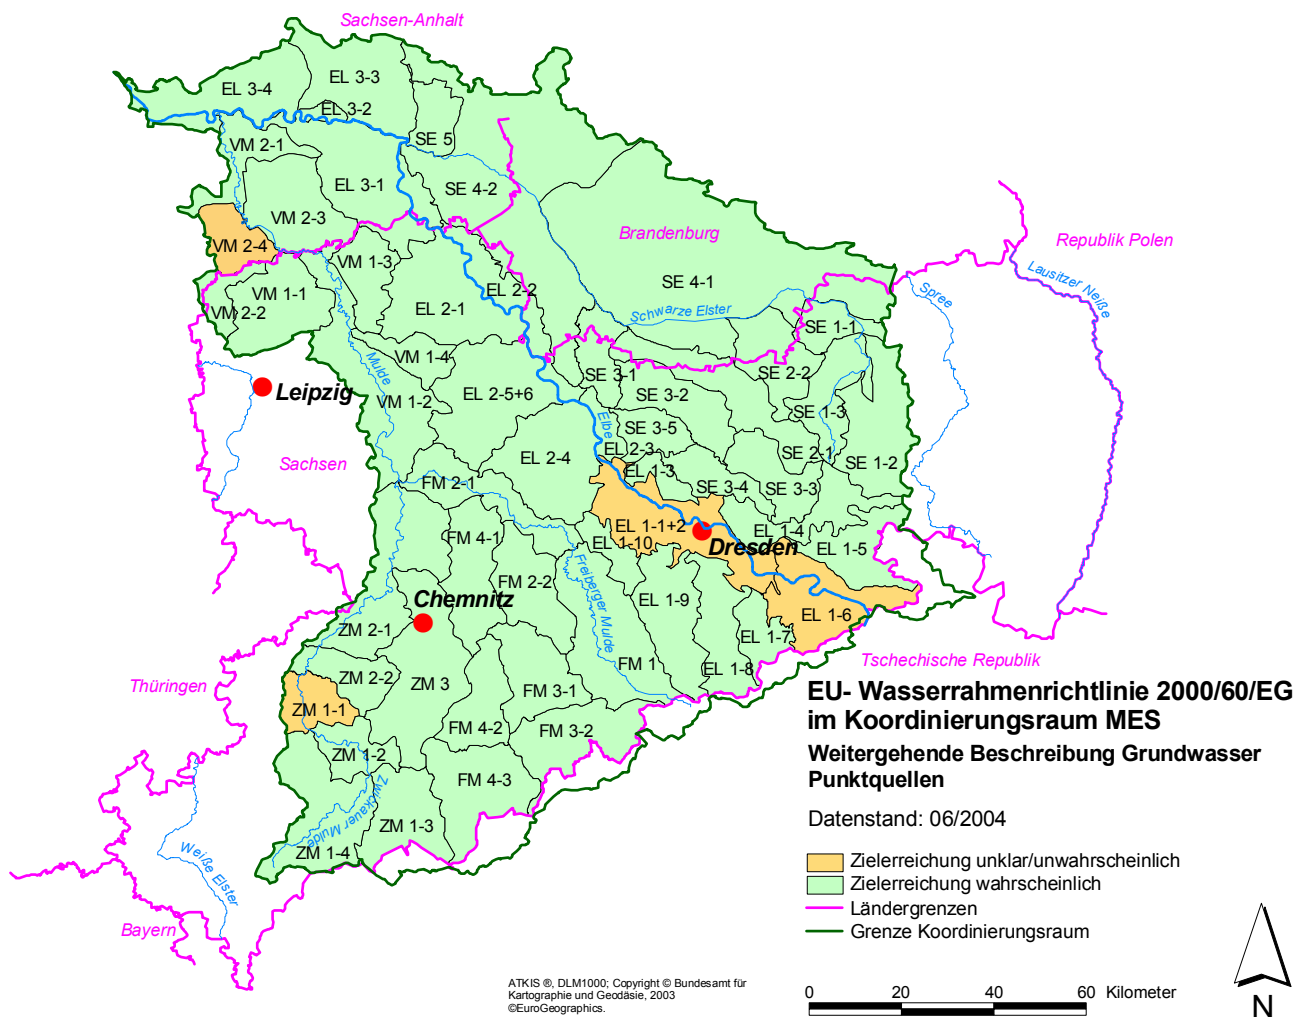 Sachsen-Anhalt
EL 3-3
EL 3-4
EL 3-2
SE 5
VM 2-1
EL 3-1
SE 4-2
VM 2-3
VM 2-4
Brandenburg
Republik Polen
VM 1-3
Lausitzer Neiße
SE 4-1
Spree
VM 1-1
EL 2-2
VM 2-2
EL 2-1
Schwarze Elster
SE 1-1
VM 1-4
Mulde
SE 3-1
SE 2-2
Leipzig
VM 1-2
EL 2-5+6
SE 3-2
SE 1-3
Elbe
SE 3-5
Sachsen
EL 2-4
EL 2-3
SE 2-1
SE 1-2
EL 1-3
FM 2-1
SE 3-4
SE 3-3
EL 1-1+2
EL 1-4
FM 4-1
EL 1-10
Dresden
EL 1-5
FM 2-2
Freiberger Mulde
Chemnitz
EL 1-9
EL 1-6
ZM 2-1
EL 1-7
FM 1
EL 1-8
Tschechische Republik
Thüringen
ZM 2-2
ZM 3
FM 3-1
ZM 1-1
FM 4-2
FM 3-2
ZM 1-2
FM 4-3
Zwickauer Mulde
ZM 1-3
ZM 1-4
Weiße Elster
Bayern
EU- Wasserrahmenrichtlinie 2000/60/EG
im Koordinierungsraum MES
Weitergehende Beschreibung Grundwasser
Punktquellen
Datenstand: 06/2004
Zielerreichung unklar/unwahrscheinlich
Zielerreichung wahrscheinlich
Ländergrenzen
Grenze Koordinierungsraum
ATKIS ®, DLM1000; Copyright © Bundesamt für
Kartographie und Geodäsie, 2003
©EuroGeographics.
0 20 40 60 Kilometer
N